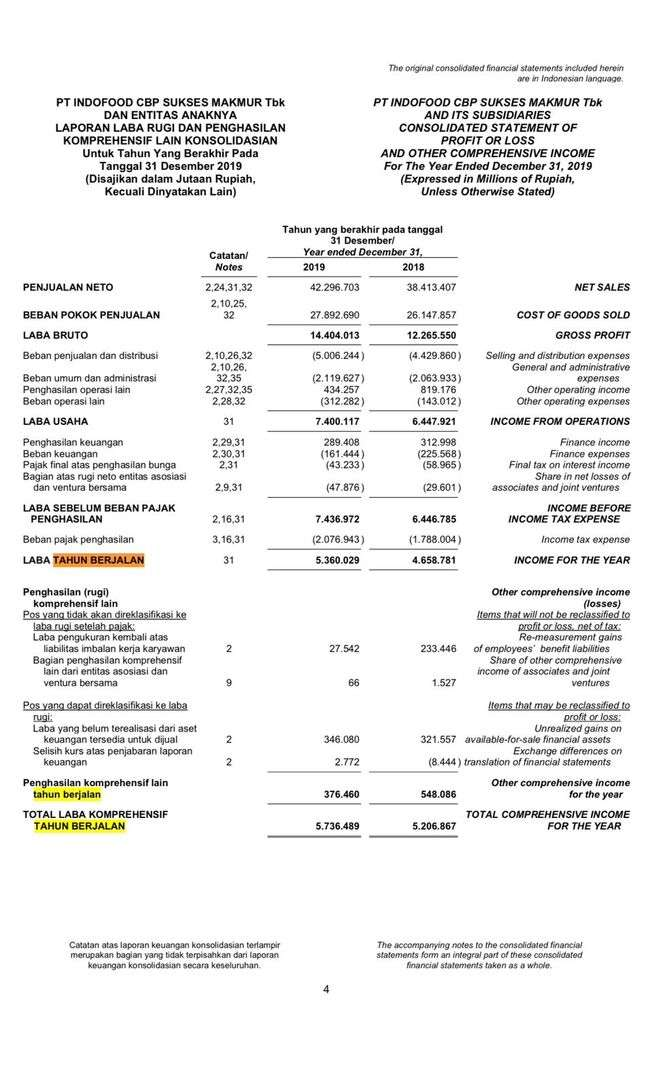 The original consolidated financial statements included herein
are in Indonesian language.
PT INDOFOOD CBP SUKSES MAKMUR Tbk
DAN ENTITAS ANAKNYA
LAPORAN LABA RUGI DAN PENGHASILAN
KOMPREHENSIF LAIN KONSOLIDASIAN
Untuk Tahun Yang Berakhir Pada
Tanggal 31 Desember 2019
(Disajikan dalam Jutaan Rupiah,
Kecuali Dinyatakan Lain)
PT INDOFOOD CBP SUKSES MAKMUR Tbk
AND ITS SUBSIDIARIES
CONSOLIDATED STATEMENT OF
PROFIT OR LOSS
AND OTHER COMPREHENSIVE INCOME
For The Year Ended December 31, 2019
(Expressed in Millions of Rupiah,
Unless Otherwise Stated)
Tahun yang berakhir pada tanggal
31 Desember/
Catatan/ Year ended December 31,
Notes 2019 2018
PENJUALAN NETO 2,24,31,32 42.296.703 38.413.407 NET SALES
2,10,25,
BEBAN POKOK PENJUALAN 32 27.892.690 26.147.857 COST OF GOODS SOLD
LABA BRUTO 14.404.013 12.265.550 GROSS PROFIT
Beban penjualan dan distribusi 2,10,26,32 (5.006.244) (4.429.860) Selling and distribution expenses
2,10,26, General and administrative
Beban umum dan administrasi 32,35 (2.119.627) (2.063.933) expenses
Penghasilan operasi lain 2,27,32,35 434.257 819.176 Other operating income
Beban operasi lain 2,28,32 (312.282) (143.012) Other operating expenses
LABA USAHA 31 7.400.117 6.447.921 INCOME FROM OPERATIONS
Penghasilan keuangan 2,29,31 289.408 312.998 Finance income
Beban keuangan 2,30,31 (161.444) (225.568) Finance expenses
Pajak final atas penghasilan bunga 2,31 (43.233) (58.965) Final tax on interest income
Bagian atas rugi neto entitas asosiasi Share in net losses of
dan ventura bersama 2,9,31 (47.876) (29.601) associates and joint ventures
LABA SEBELUM BEBAN PAJAK INCOME BEFORE
PENGHASILAN 2,16,31 7.436.972 6.446.785 INCOME TAX EXPENSE
Beban pajak penghasilan 3,16,31 (2.076.943) (1.788.004) Income tax expense
LABA TAHUN BERJALAN 31 5.360.029 4.658.781 INCOME FOR THE YEAR
Penghasilan (rugi) Other comprehensive income
komprehensif lain (losses)
Pos yang tidak akan direklasifikasi ke Items that will not be reclassified to
laba rugi setelah pajak: profit or loss, net of tax:
Laba pengukuran kembali atas Re-measurement gains
liabilitas imbalan kerja karyawan 2 27.542 233.446 of employees' benefit liabilities
Bagian penghasilan komprehensif Share of other comprehensive
lain dari entitas asosiasi dan income of associates and joint
ventura bersama 9 66 1.527 ventures
Pos yang dapat direklasifikasi ke laba Items that may be reclassified to
rugi: profit or loss:
Laba yang belum terealisasi dari aset Unrealized gains on
keuangan tersedia untuk dijual 2 346.080 321.557 available-for-sale financial assets
Selisih kurs atas penjabaran laporan Exchange differences on
keuangan 2 2.772 (8.444) translation of financial statements
Penghasilan komprehensif lain Other comprehensive income
tahun berjalan 376.460 548.086 for the year
TOTAL LABA KOMPREHENSIF TOTAL COMPREHENSIVE INCOME
TAHUN BERJALAN 5.736.489 5.206.867 FOR THE YEAR
Catatan atas laporan keuangan konsolidasian terlampir
merupakan bagian yang tidak terpisahkan dari laporan
keuangan konsolidasian secara keseluruhan.
The accompanying notes to the consolidated financial
statements form an integral part of these consolidated
financial statements taken as a whole.
4